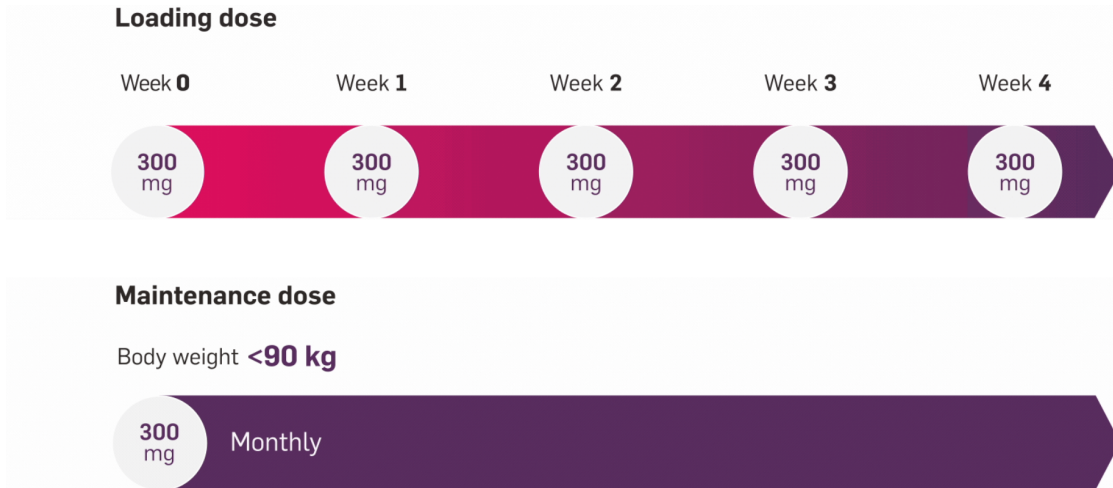 Loading dose
Week 0 Week 1 Week 2 Week 3 Week 4
300 300 300 300 300
mg mg mg mg mg
Maintenance dose
Body weight <90 kg
300
mg
Monthly